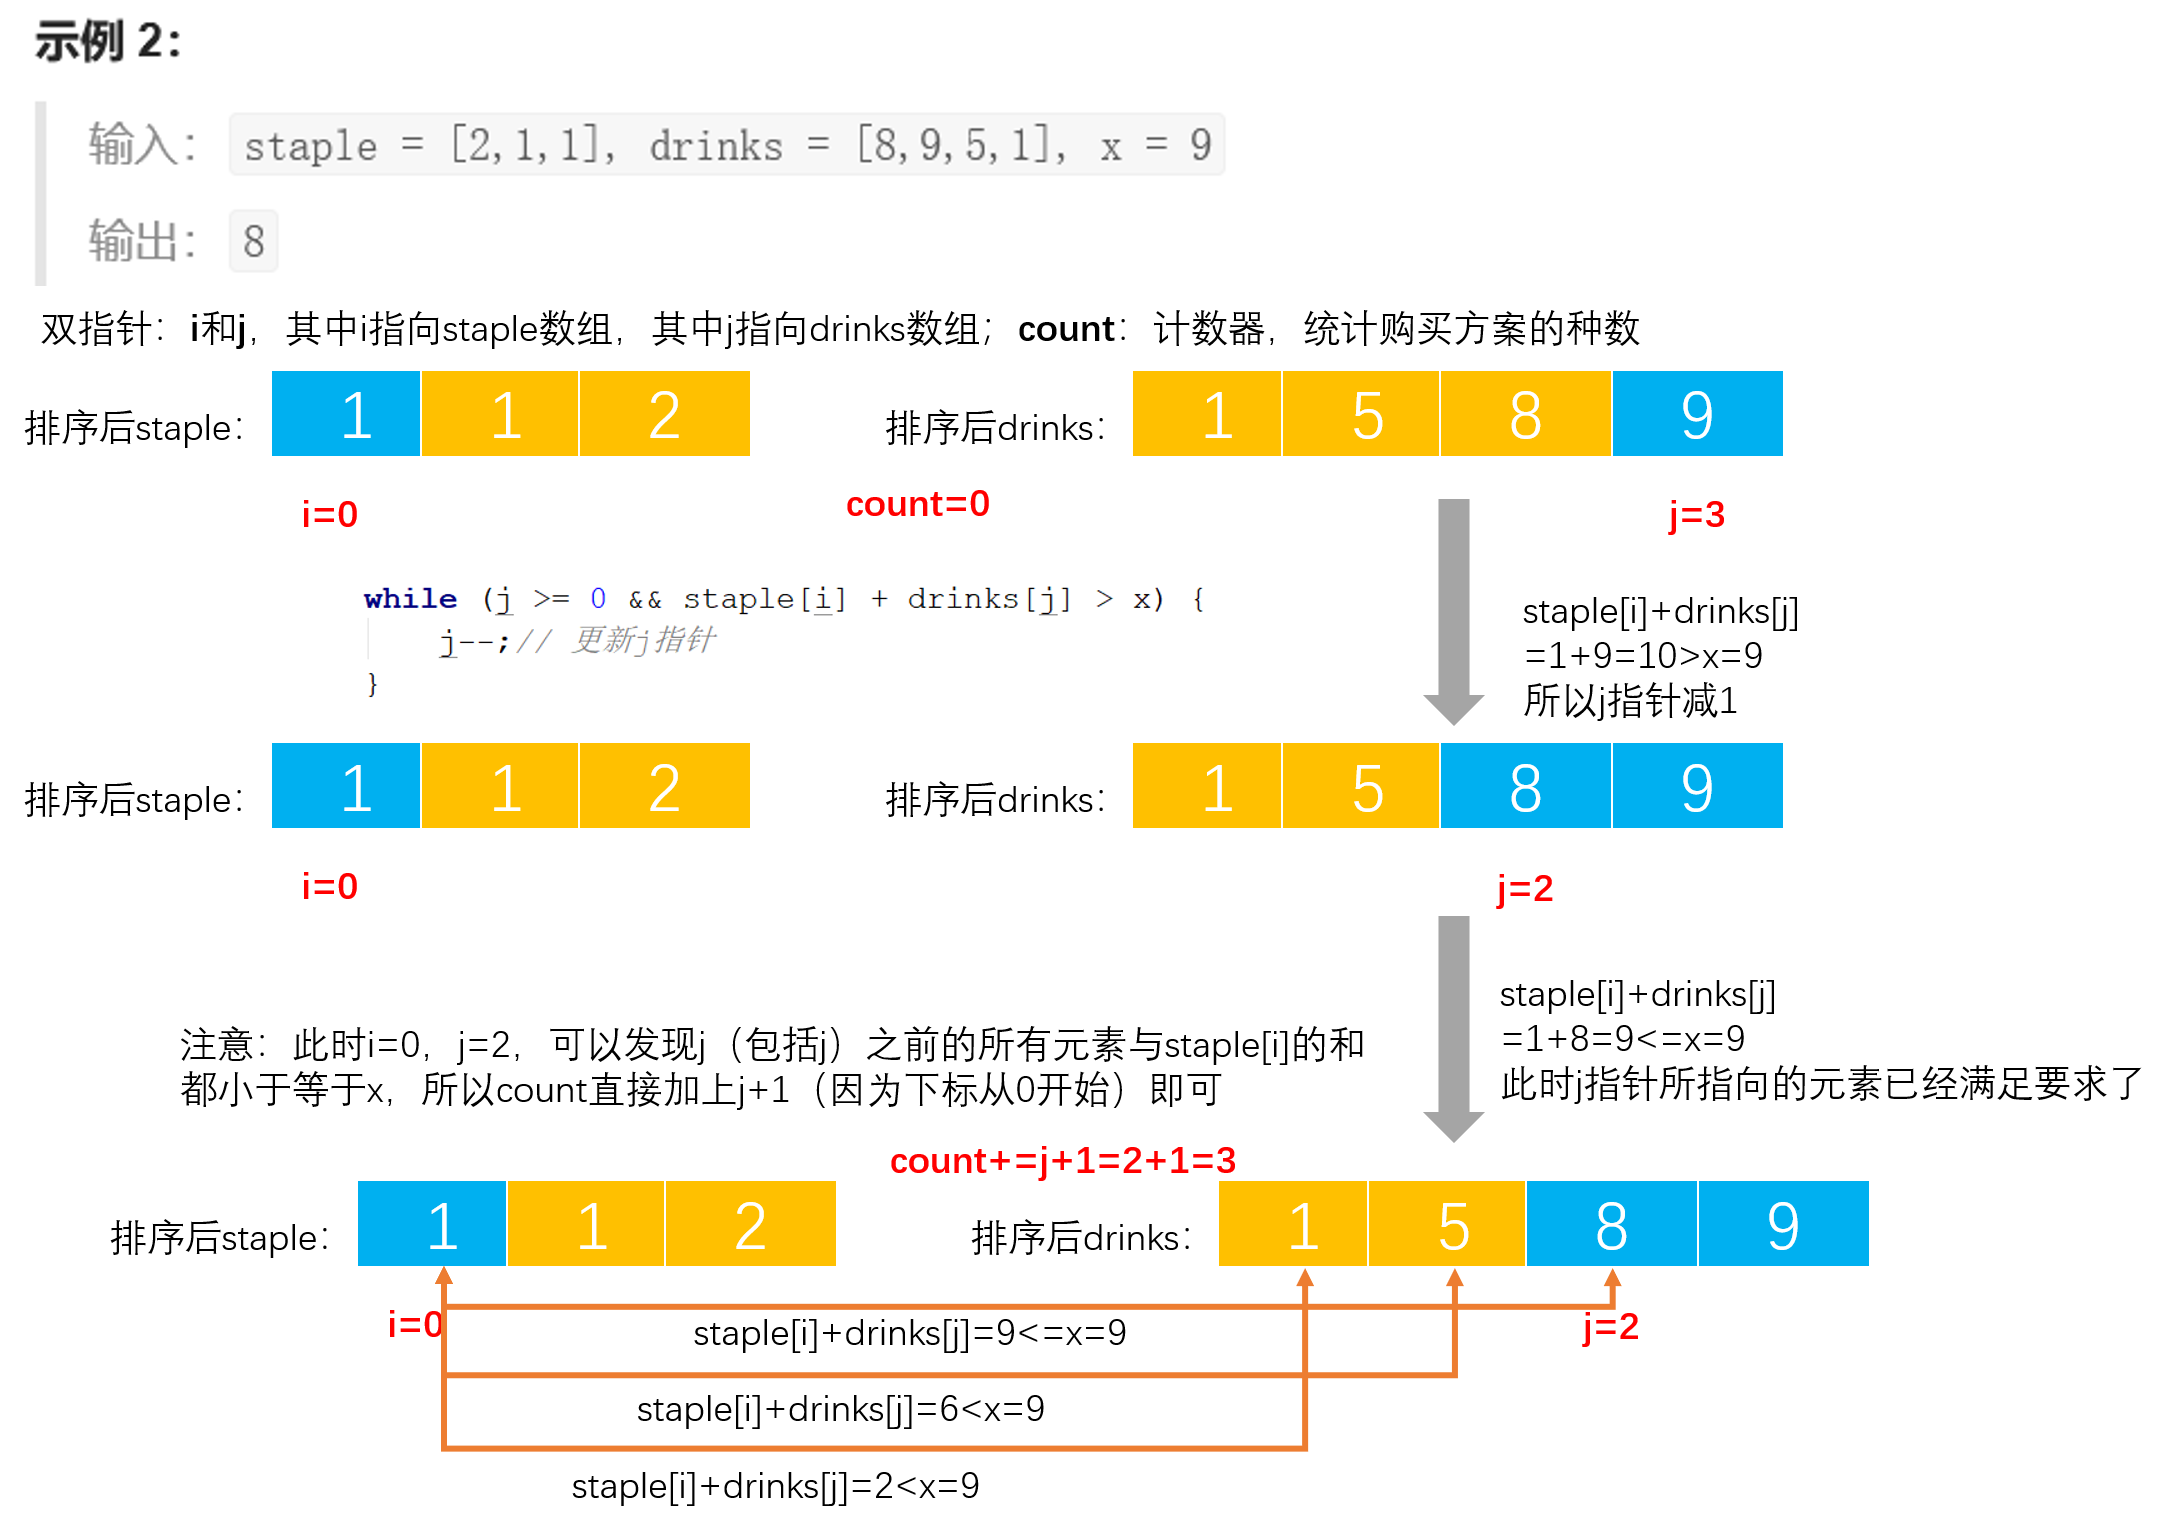 示例 2：
输入： staple = [2,1,1], drinks = [8,9,5,1], x = 9
输出： 8
双指针：i和j，其中i指向staple数组，其中j指向drinks数组；count：计数器，统计购买方案的种数
排序后staple： 1 1 2 排序后drinks： 1 5 8 9
i=0 count=0 j=3
while (j >= 0 && staple[i] + drinks[j] > x) {
j--;// 更新j指针
}
staple[i]+drinks[j]
=1+9=10>x=9
所以j指针减1
排序后staple： 1 1 2 排序后drinks： 1 5 8 9
i=0 j=2
staple[i]+drinks[j]
=1+8=9<=x=9
此时j指针所指向的元素已经满足要求了
注意：此时i=0，j=2，可以发现j（包括j）之前的所有元素与staple[i]的和
都小于等于x，所以count直接加上j+1（因为下标从0开始）即可
count+=j+1=2+1=3
排序后staple： 1 1 2 排序后drinks： 1 5 8 9
i=0 j=2
staple[i]+drinks[j]=9<=x=9
staple[i]+drinks[j]=6<x=9
staple[i]+drinks[j]=2<x=9